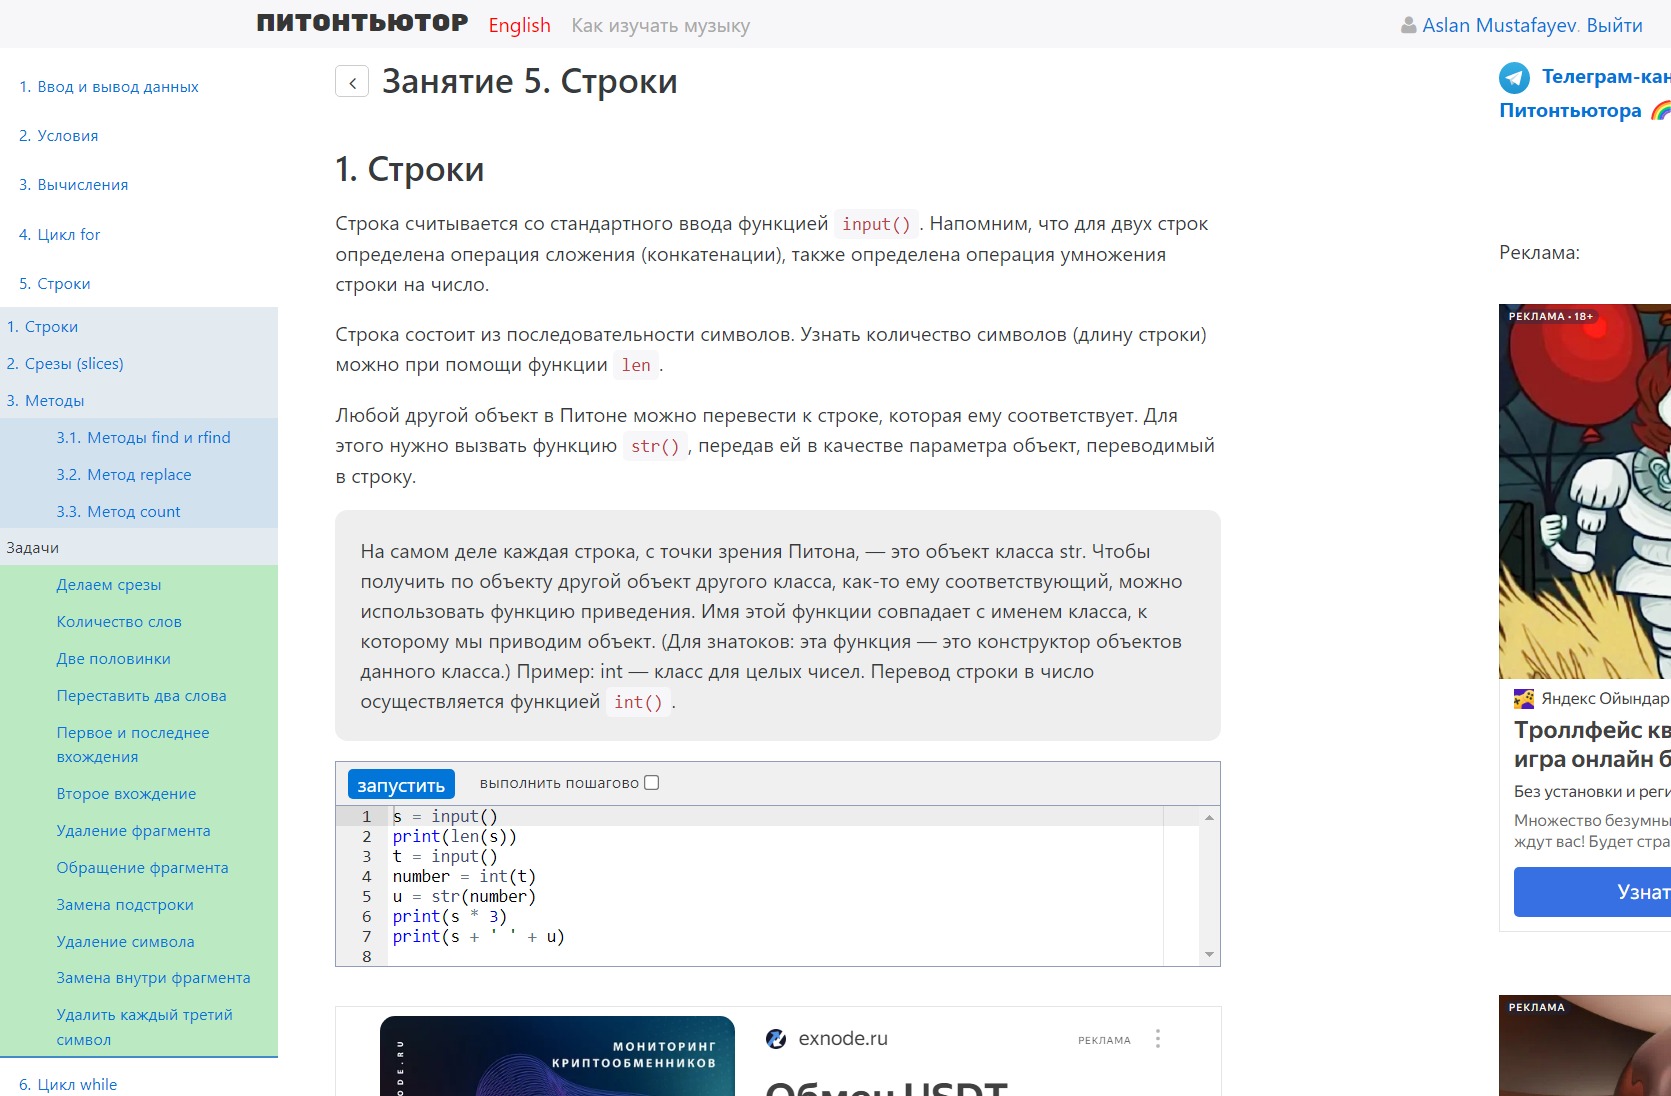 ПИТОНТЬЮТОР English Как изучать музыку
Aslan Mustafayev. Выйти
1. Ввод и вывод данных
2. Условия
3. Вычисления
4. Цикл for
5. Строки
1. Строки
2. Срезы (slices)
3. Методы
3.1. Методы find и rfind
3.2. Метод replace
3.3. Метод count
Задачи
Делаем срезы
Количество слов
Две половинки
Переставить два слова
Первое и последнее
вхождения
Второе вхождение
Удаление фрагмента
Обращение фрагмента
Замена подстроки
Удаление символа
Замена внутри фрагмента
Удалить каждый третий
символ
6. Цикл while
Занятие 5. Строки
1. Строки
Строка считывается со стандартного ввода функцией input(). Напомним, что для двух строк
определена операция сложения (конкатенации), также определена операция умножения
строки на число.
Строка состоит из последовательности символов. Узнать количество символов (длину строки)
можно при помощи функции len.
Любой другой объект в Питоне можно перевести к строке, которая ему соответствует. Для
этого нужно вызвать функцию str(), передав ей в качестве параметра объект, переводимый
в строку.
На самом деле каждая строка, с точки зрения Питона, — это объект класса str. Чтобы
получить по объекту другой объект другого класса, как-то ему соответствующий, можно
использовать функцию приведения. Имя этой функции совпадает с именем класса, к
которому мы приводим объект. (Для знатоков: эта функция — это конструктор объектов
данного класса.) Пример: int — класс для целых чисел. Перевод строки в число
осуществляется функцией int().
запустить выполнить пошагово
1 s = input()
2 print(len(s))
3 t = input()
4 number = int(t)
5 u = str(number)
6 print(s * 3)
7 print(s + ' ' + u)
8
МОНИТОРИНГ
КРИПТООБМЕННИКОВ
ODE.RU
exnode.ru
РЕКЛАМА
Обмен USDT
Телеграм-кан
Питонтьютора
Реклама:
РЕКЛАМА • 18+
Яндекс Ойындар
Троллфейс кв
игра онлайн б
Без установки и реги
Множество безумны
ждут вас! Будет стра
Узнат
РЕКЛАМА